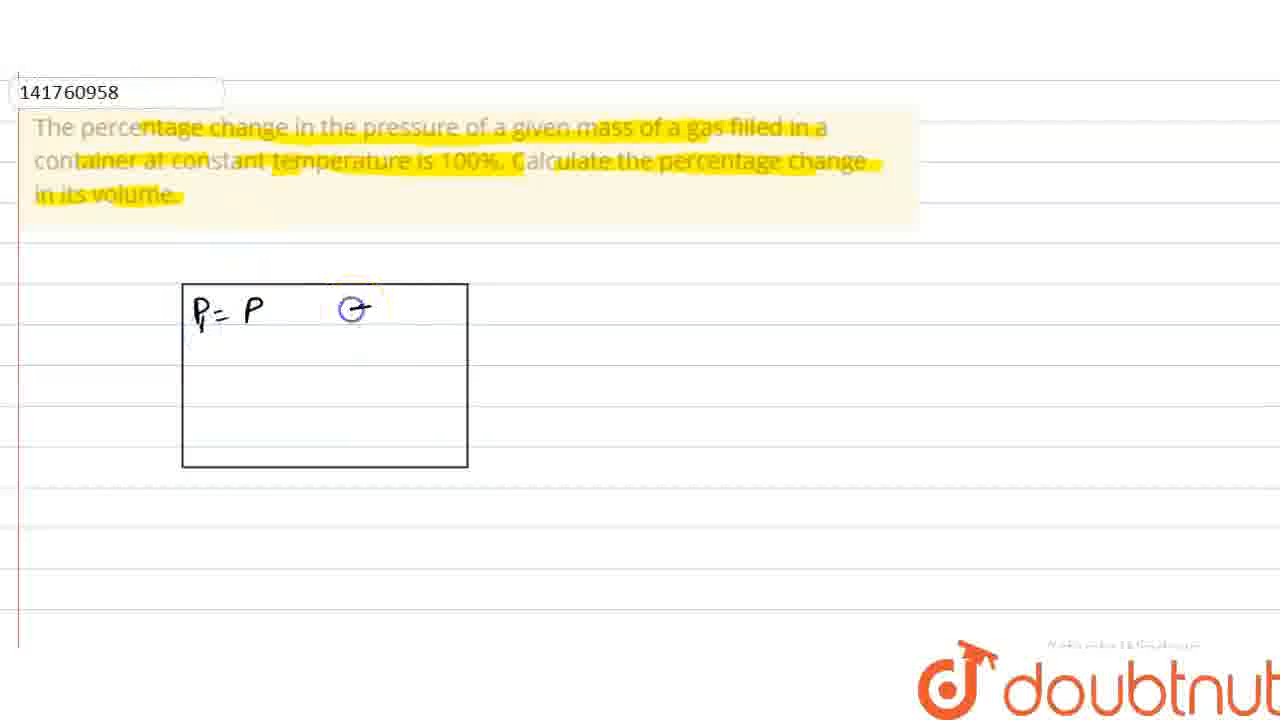 141760958
The percentage change in the pressure of a given mass of a gas filled in a
container at constant temperature is 100%. Calculate the percentage change
in its volume.
P₁ = P
doubtnut